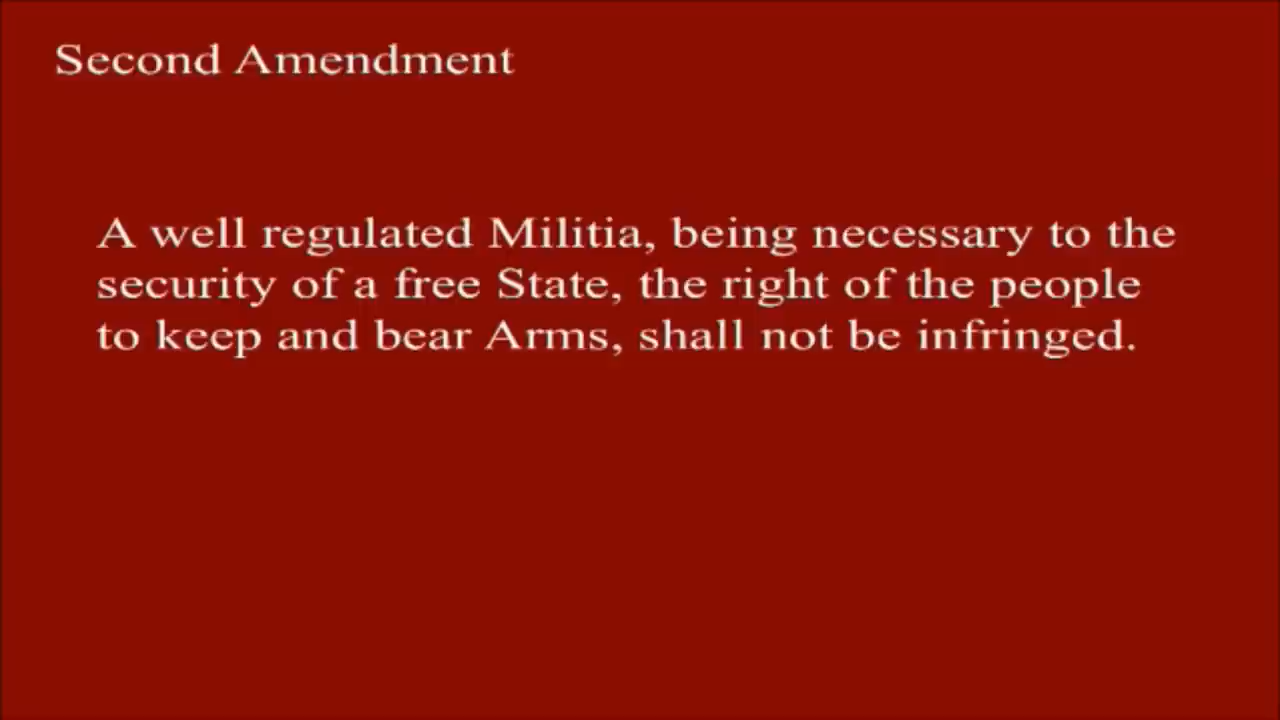 Second Amendment
A well regulated Militia, being necessary to the
security of a free State, the right of the people
to keep and bear Arms, shall not be infringed.